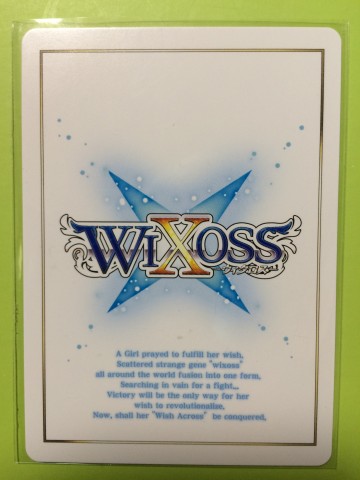 WIXOSS
ウィクロス
A Girl prayed to fulfill her wish,
Scattered strange gene "wixoss"
all around the world fusion into one form,
Searching in vain for a fight,,,
Victory will be the only way for her
wish to revolutionalise,
Now, shall her "Wish Across" be conquered,